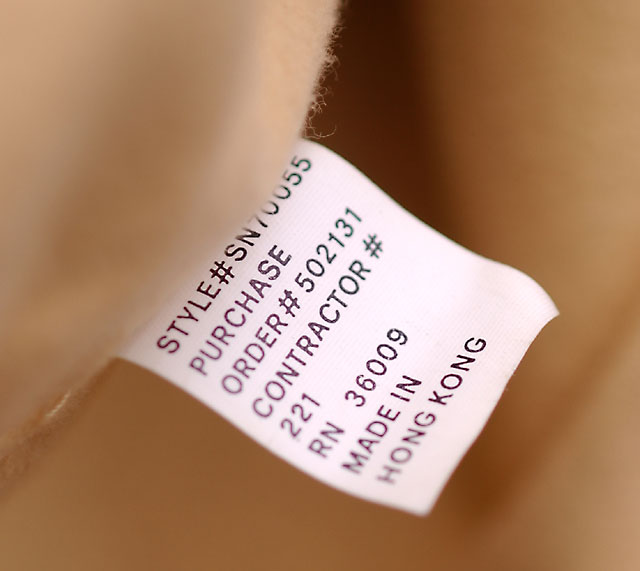 STYLE#SN70055
PURCHASE
ORDER# 502131
CONTRACTOR #
221
RN 36009
MADE IN
HONG KONG